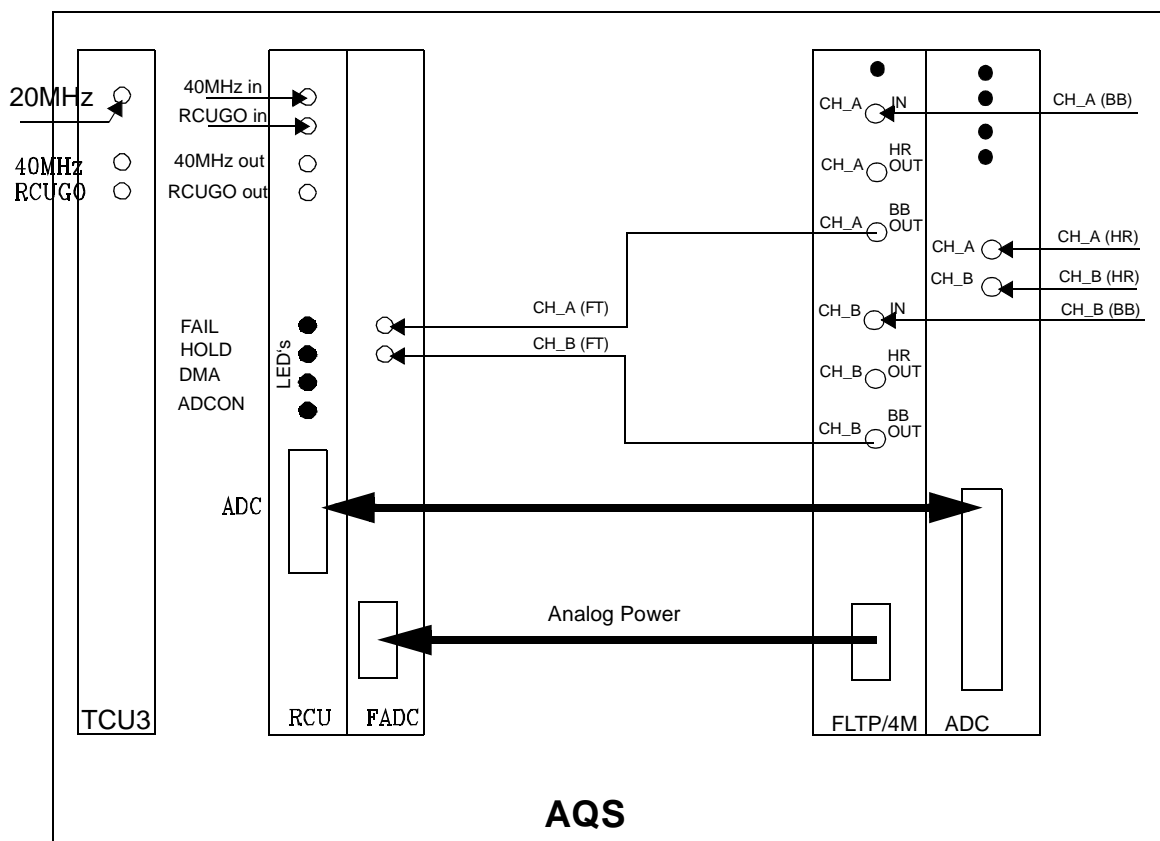 20MHz
40MHz
RCUGO
TCU3
40MHz in
RCUGO in
40MHz out
RCUGO out
FAIL
HOLD
DMA
ADCON
LED's
ADC
RCU
FADC
CH_A (FT)
CH_B (FT)
Analog Power
CH_A IN
CH_A HR OUT
CH_A BB OUT
CH_B IN
CH_B HR OUT
CH_B BB OUT
FLTP/4M
CH_A
CH_B
ADC
CH_A (BB)
CH_A (HR)
CH_B (HR)
CH_B (BB)
AQS